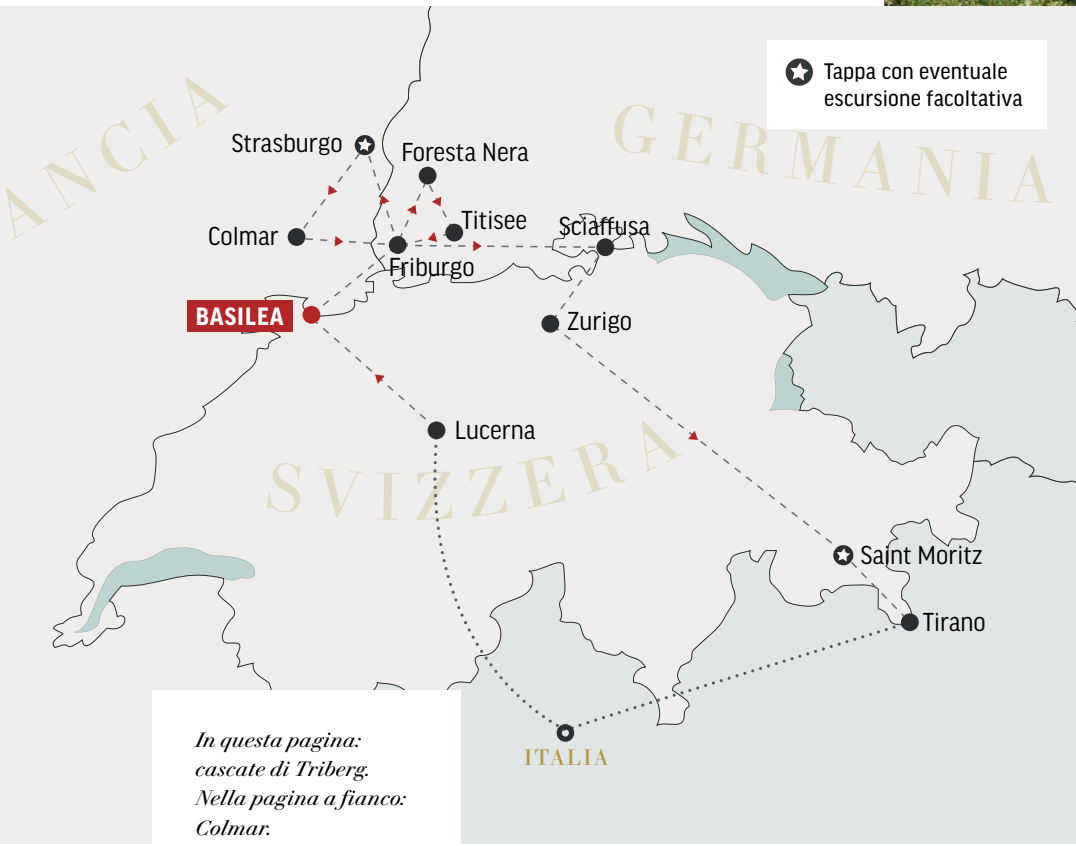 Tappa con eventuale
escursione facoltativa
ANCIA
GERMANIA
Strasburgo
Foresta Nera
Colmar
Titisee
Sciaffusa
Friburgo
BASILEA
Zurigo
Lucerna
SVIZZERA
Saint Moritz
Tirano
ITALIA
In questa pagina:
cascate di Triberg.
Nella pagina a fianco:
Colmar.